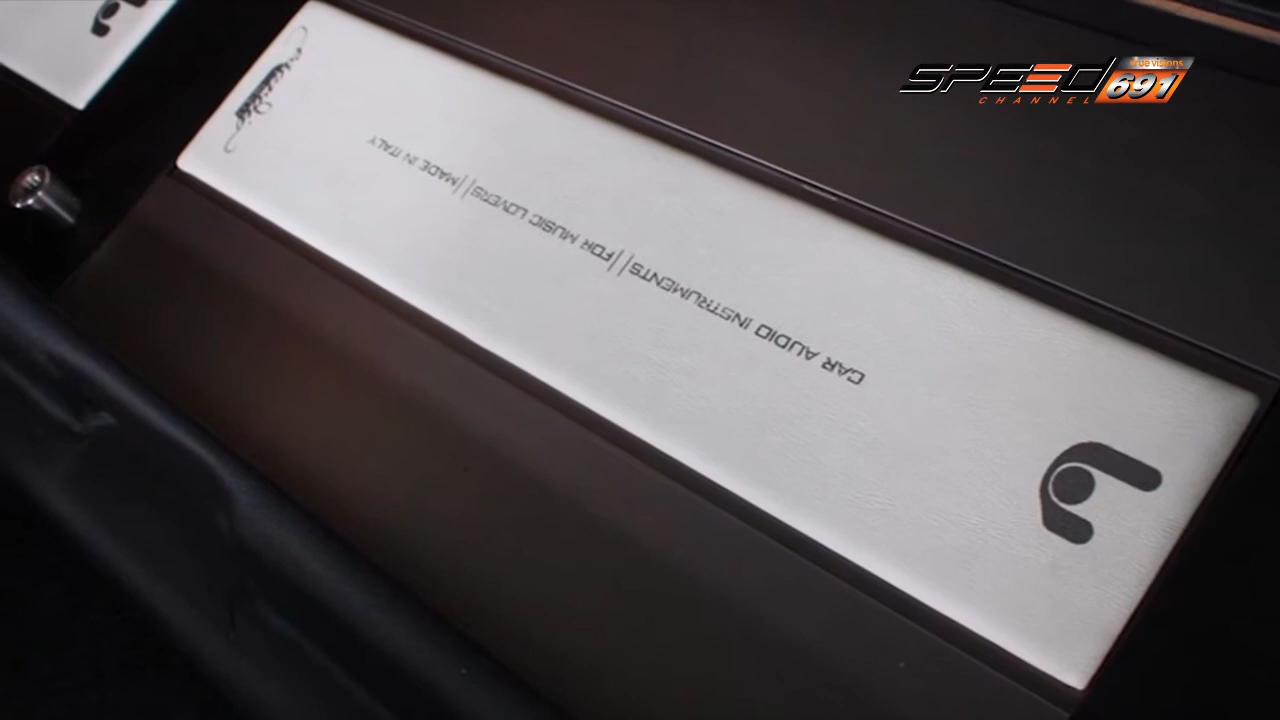 true visions
SPEED 691
CHANNEL
CAR AUDIO INSTRUMENTS || FOR MUSIC LOVERS || MADE IN ITALY